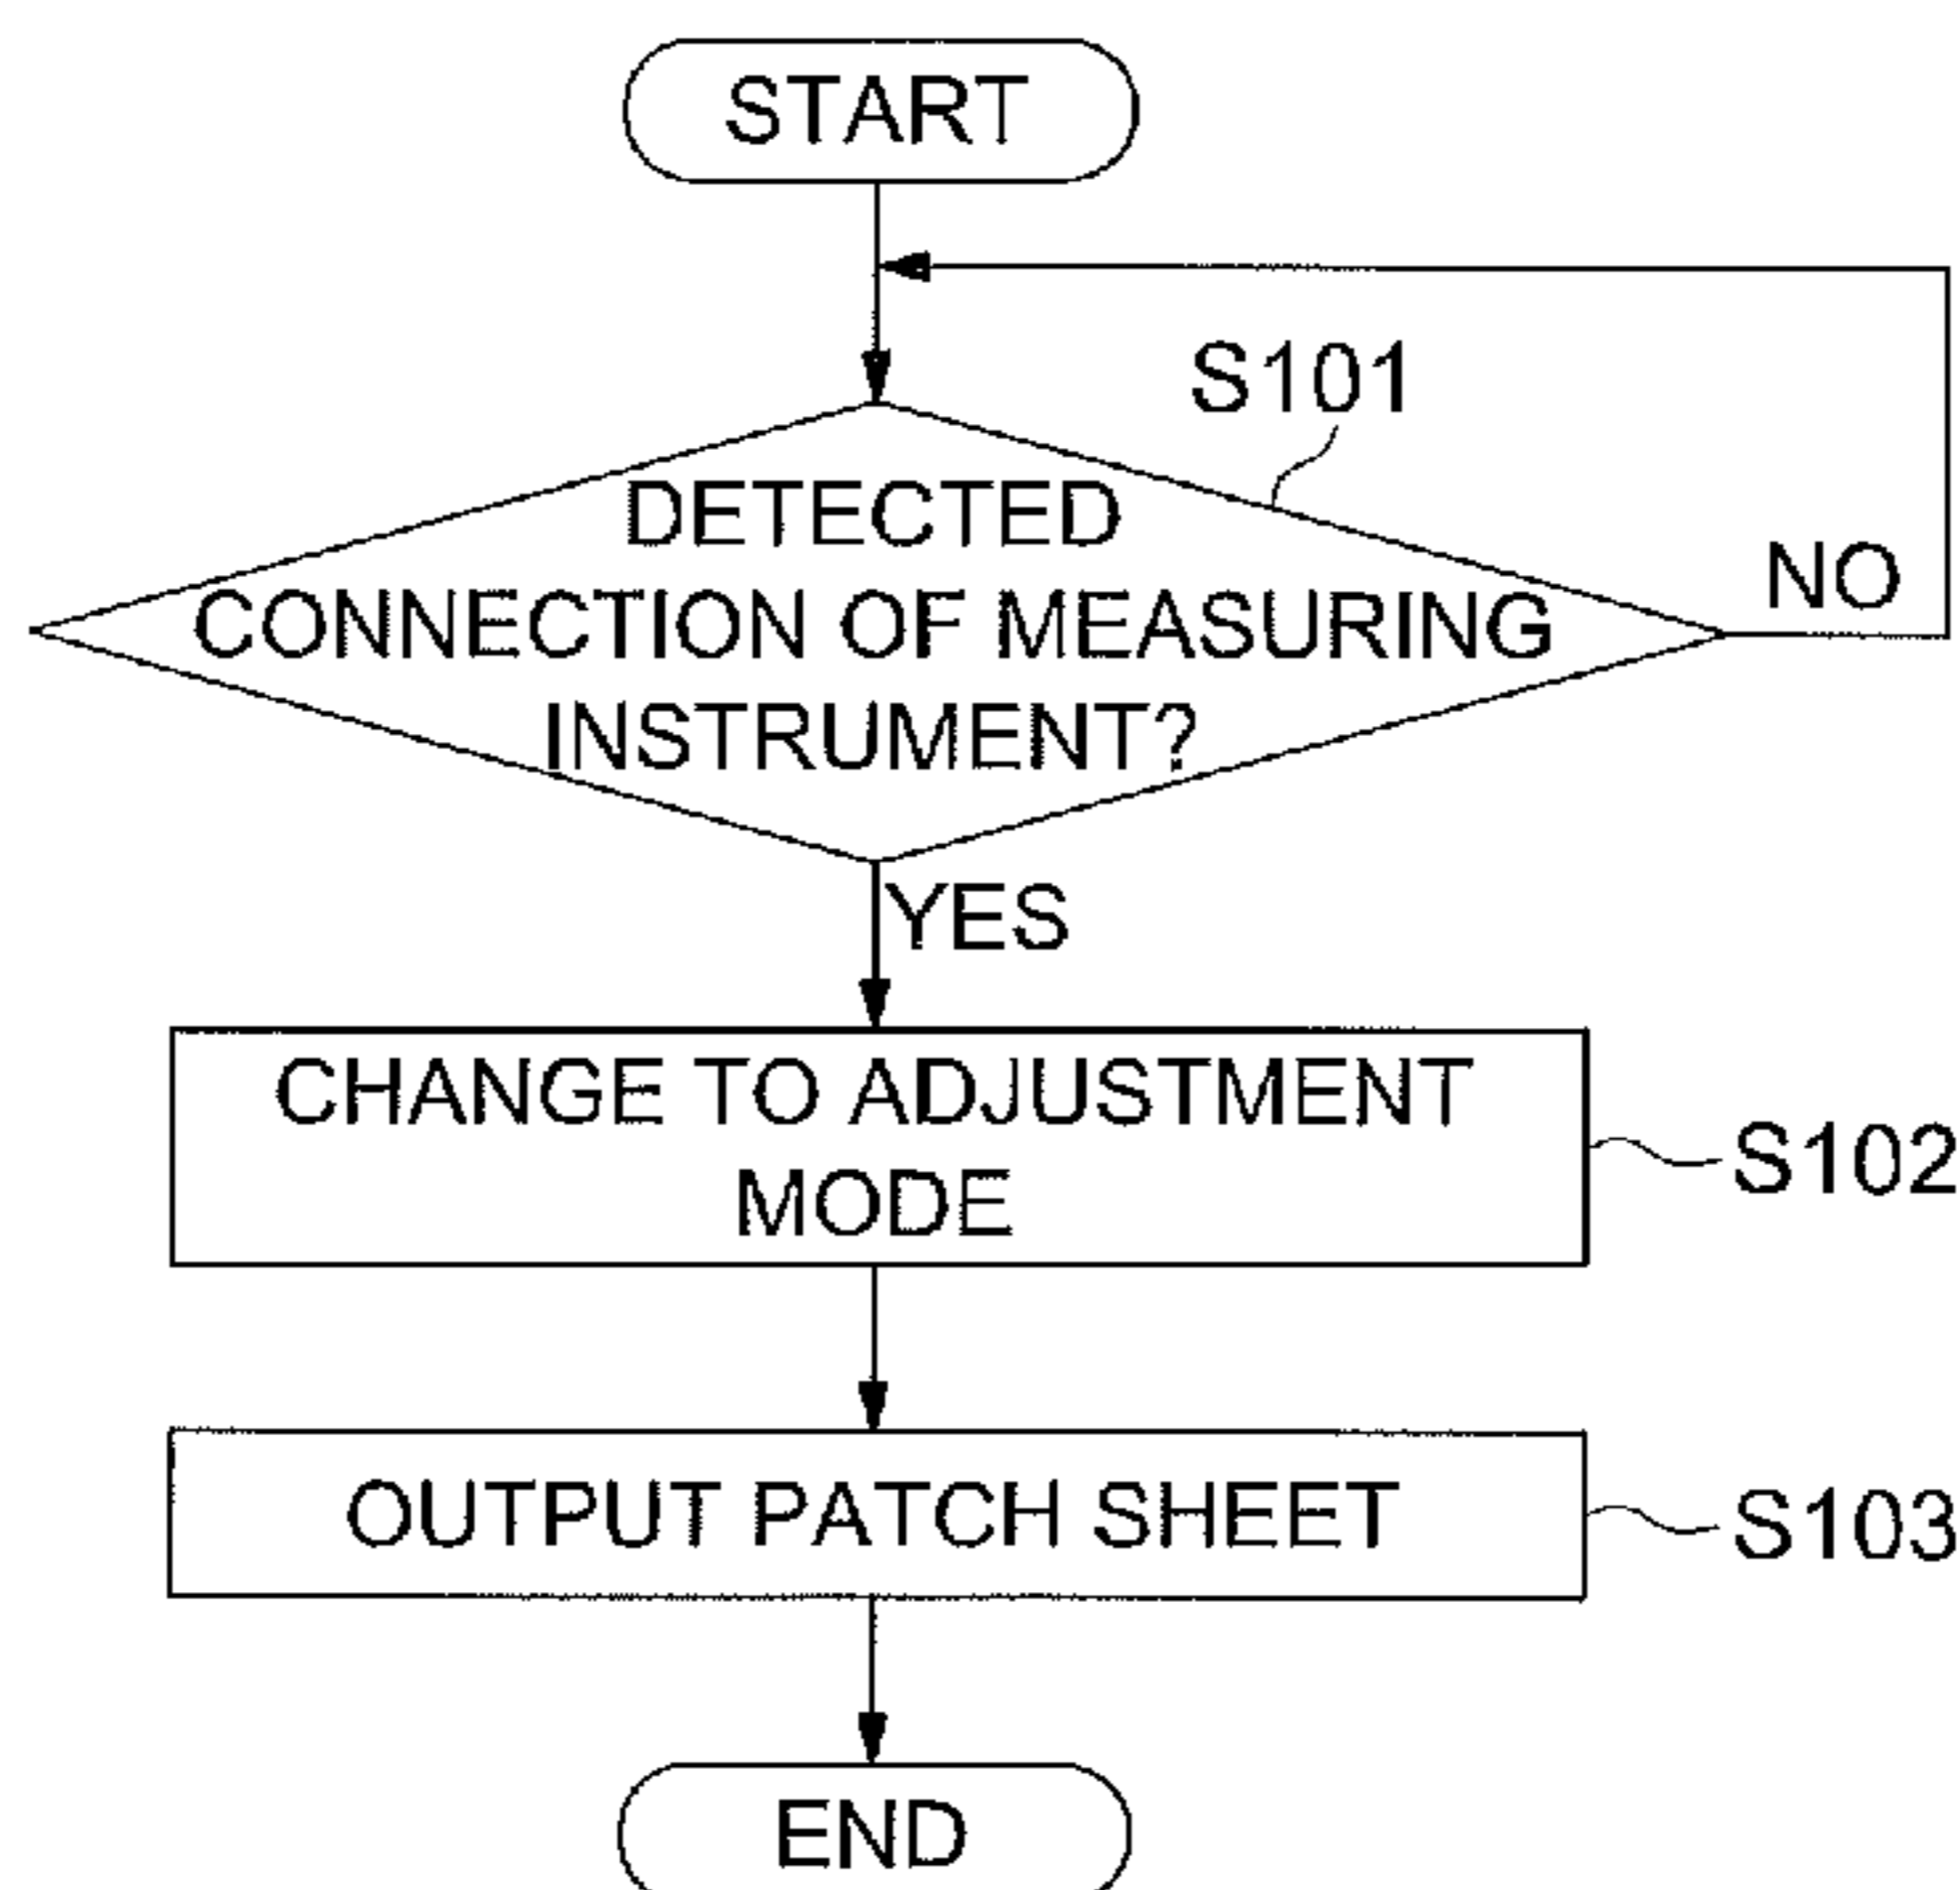 START
S101
DETECTED
CONNECTION OF MEASURING
INSTRUMENT?
NO
YES
CHANGE TO ADJUSTMENT
MODE
S102
OUTPUT PATCH SHEET
S103
END